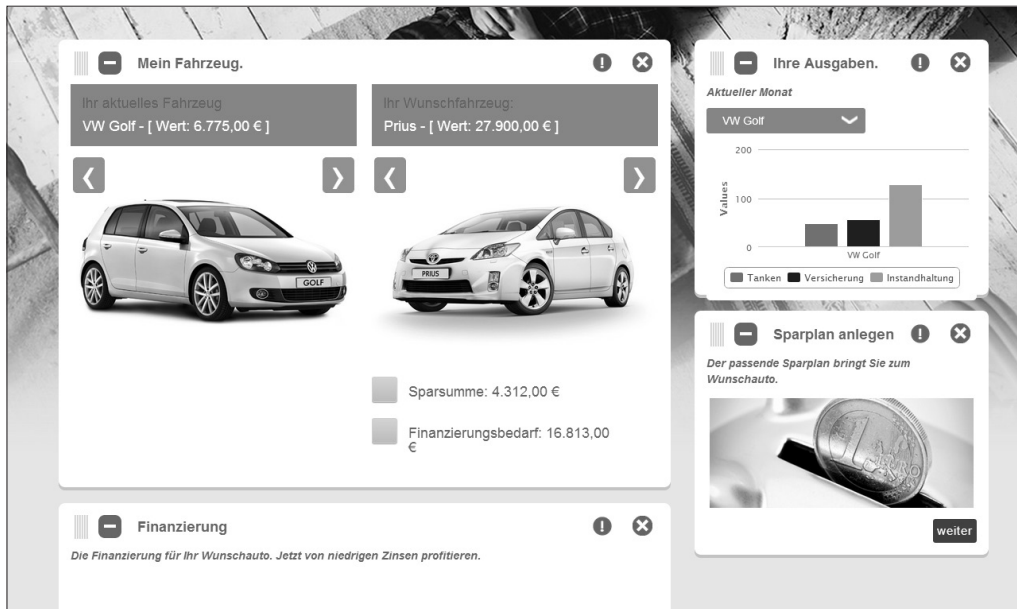 Mein Fahrzeug.
Ihr aktuelles Fahrzeug
VW Golf - [ Wert: 6.775,00 € ]
Ihr Wunschfahrzeug:
Prius - [ Wert: 27.900,00 € ]
GOLF
PRIUS
Sparsumme: 4.312,00 €
Finanzierungsbedarf: 16.813,00
€
Finanzierung
Die Finanzierung für Ihr Wunschauto. Jetzt von niedrigen Zinsen profitieren.
Ihre Ausgaben.
Aktueller Monat
VW Golf
200
100
0
Values
VW Golf
Tanken Versicherung Instandhaltung
Sparplan anlegen
Der passende Sparplan bringt Sie zum
Wunschauto.
1
EURO
weiter